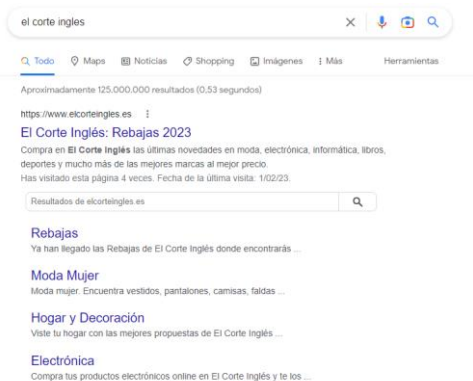 el corte ingles
Todo Maps Noticias Shopping Imágenes Más Herramientas
Aproximadamente 125.000.000 resultados (0,53 segundos)
https://www.elcorteingles.es
El Corte Inglés: Rebajas 2023
Compra en El Corte Inglés las últimas novedades en moda, electrónica, informática, libros,
deportes y mucho más de las mejores marcas al mejor precio.
Has visitado esta página 4 veces. Fecha de la última visita: 1/02/23.
Resultados de elcorteingles.es
Rebajas
Ya han llegado las Rebajas de El Corte Inglés donde encontrarás ...
Moda Mujer
Moda mujer. Encuentra vestidos, pantalones, camisas, faldas ...
Hogar y Decoración
Viste tu hogar con las mejores propuestas de El Corte Inglés ...
Electrónica
Compra tus productos electrónicos online en El Corte Inglés y te los ...